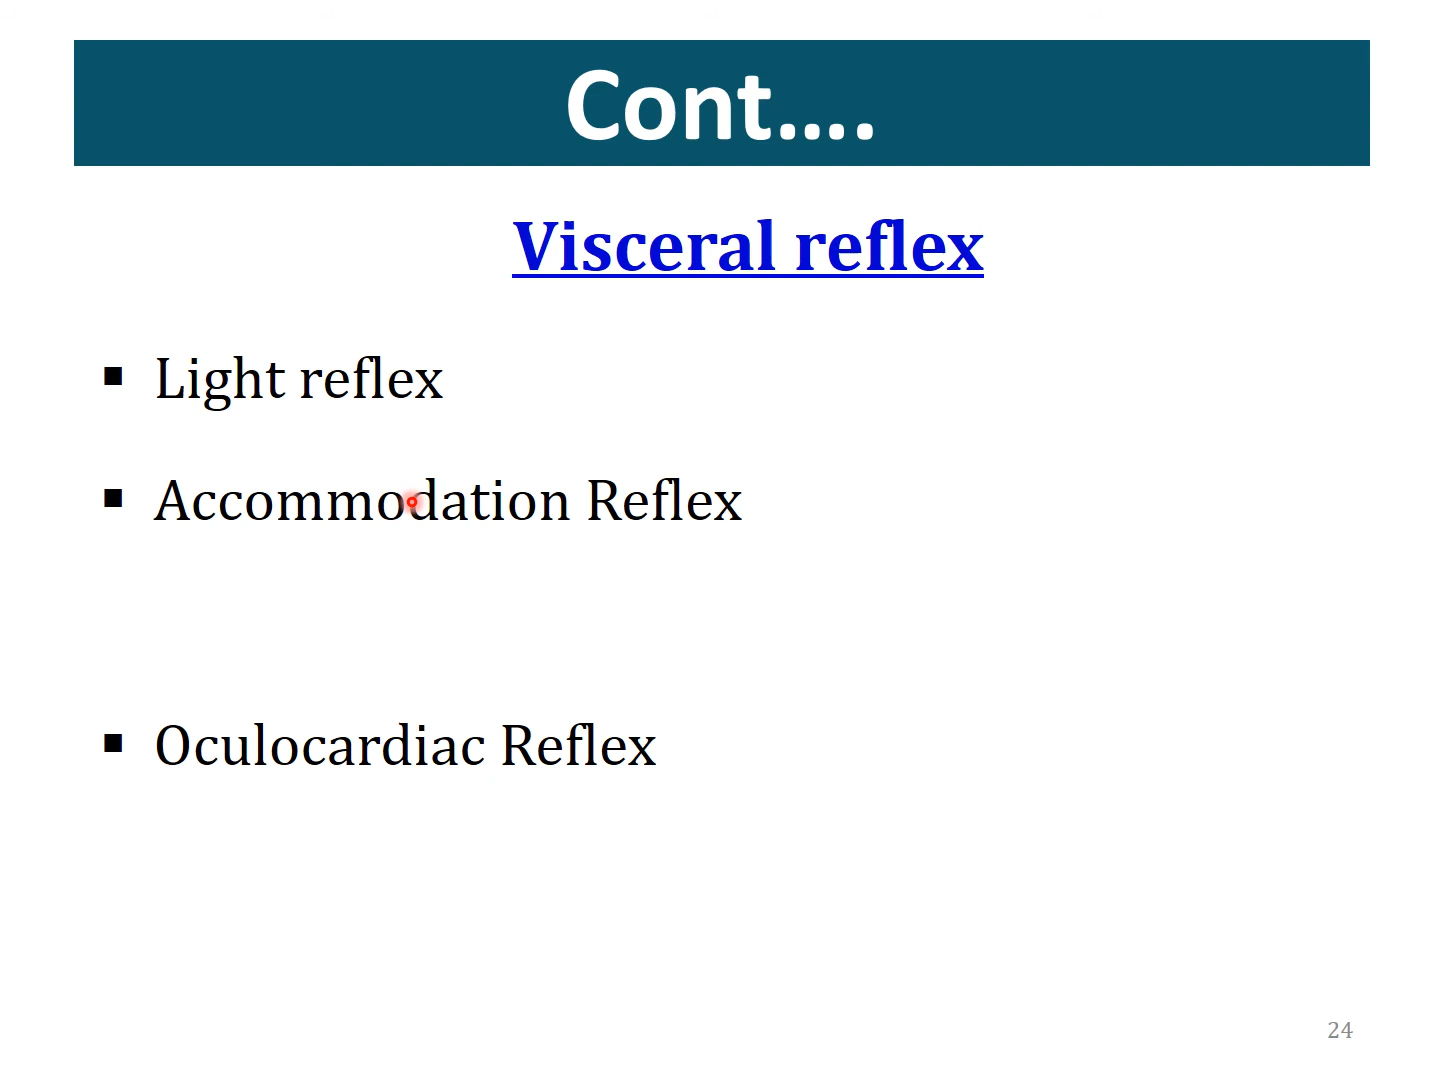 Cont....
Visceral reflex
▪ Light reflex
▪ Accommodation Reflex
▪ Oculocardiac Reflex
24